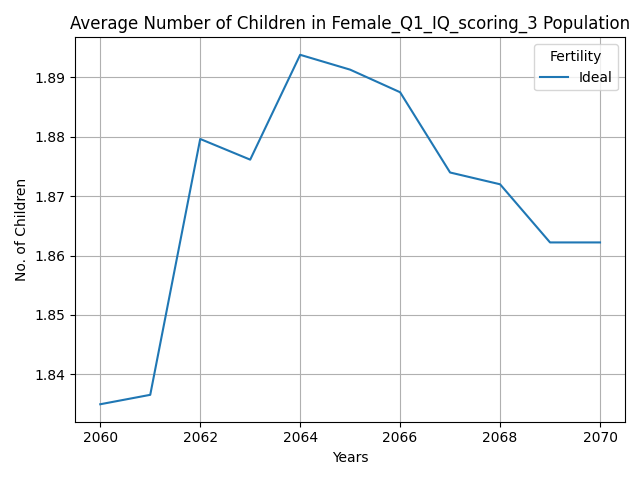 Average Number of Children in Female_Q1_IQ_scoring_3 Population
Fertility
Ideal
No. of Children
1.89
1.88
1.87
1.86
1.85
1.84
2060 2062 2064 2066 2068 2070
Years